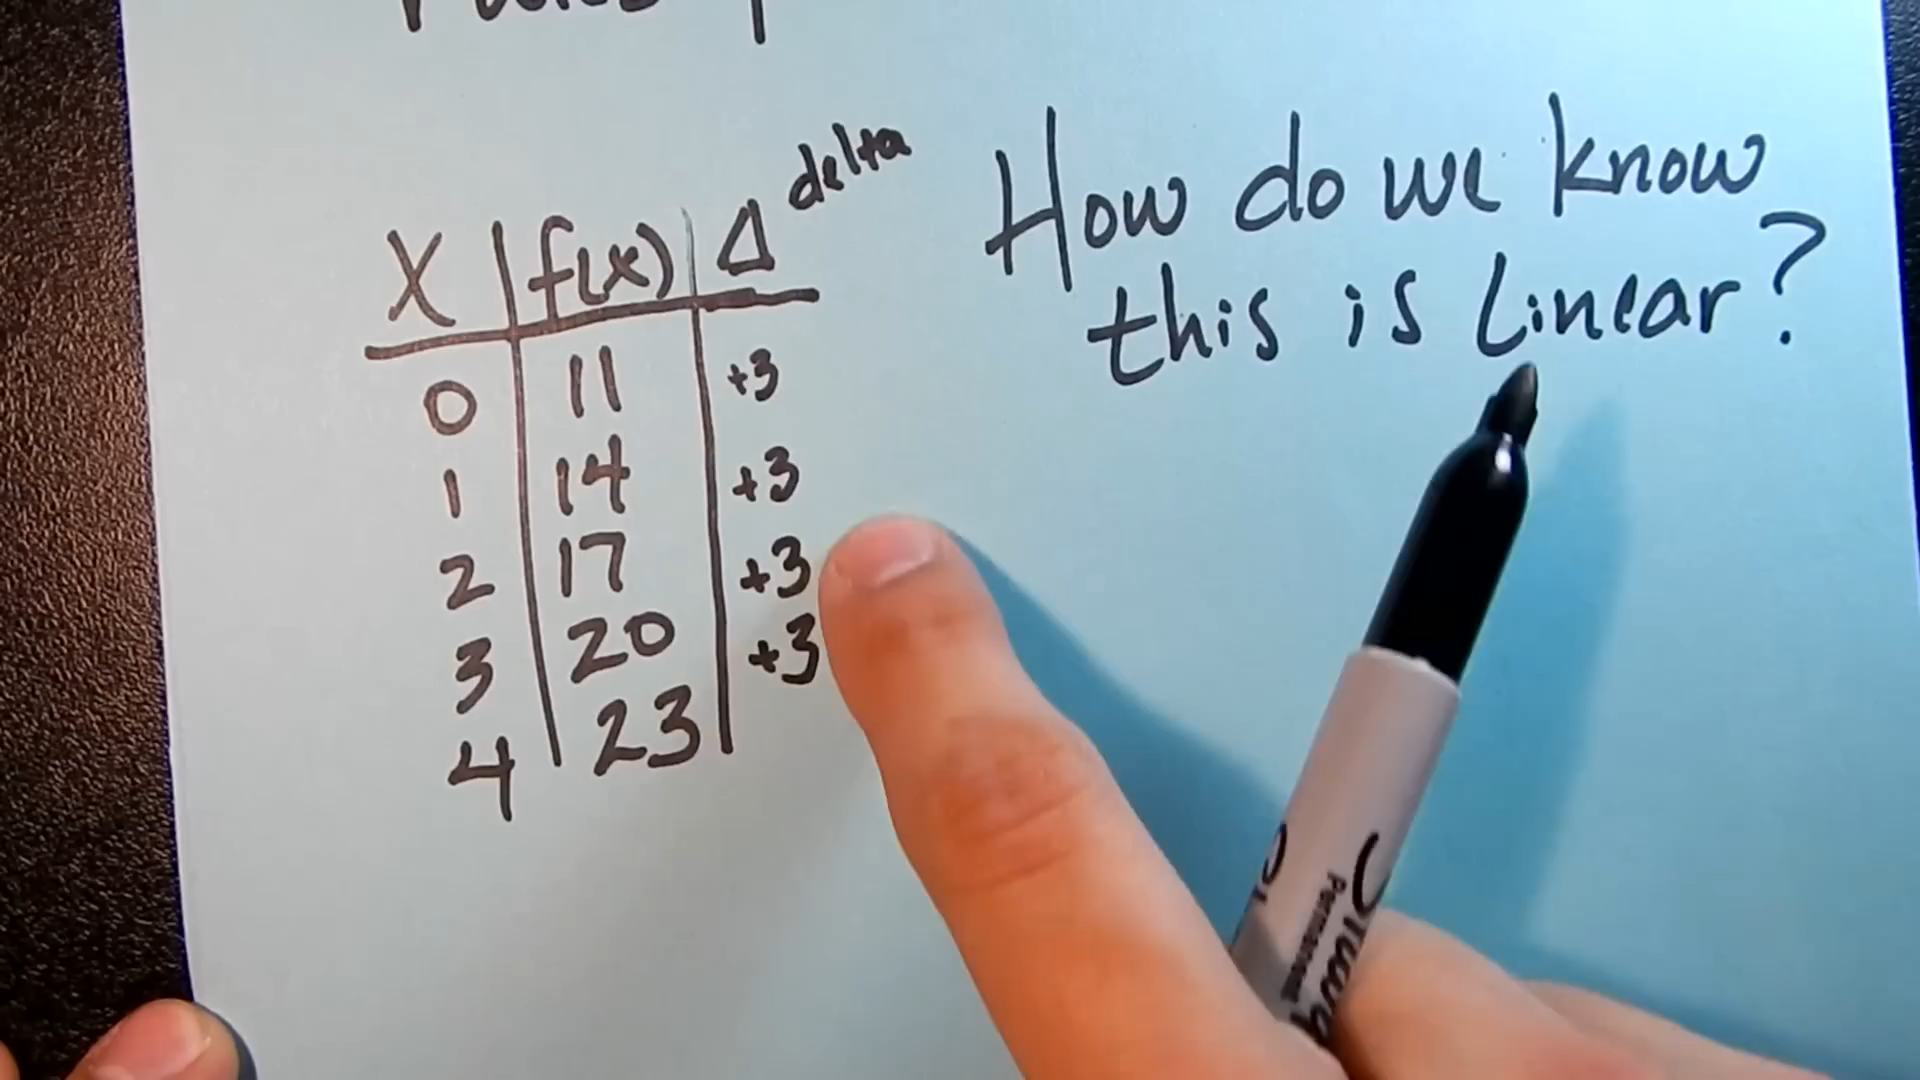 delta
X f(x) Δ
0 11 +3
1 14 +3
2 17 +3
3 20 +3
4 23
How do we know
this is Linear?
Permanent